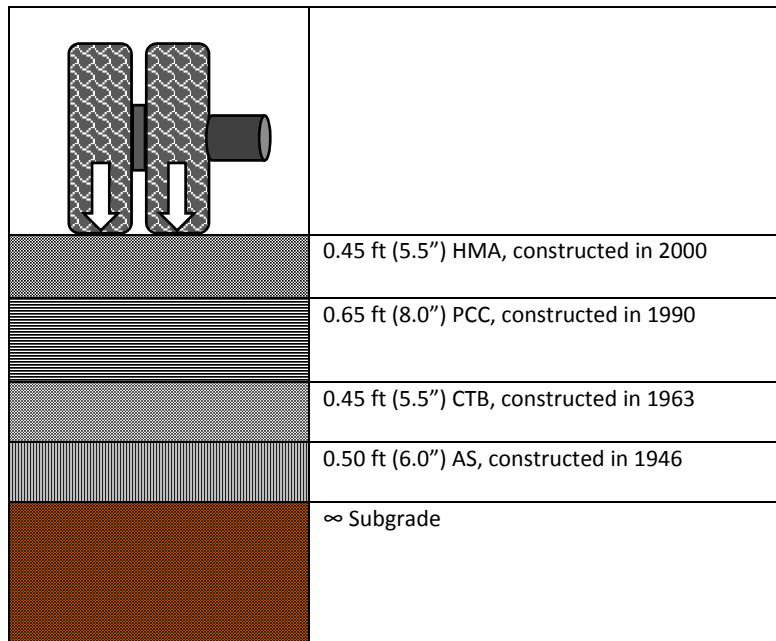 0.45 ft (5.5”) HMA, constructed in 2000
0.65 ft (8.0”) PCC, constructed in 1990
0.45 ft (5.5”) CTB, constructed in 1963
0.50 ft (6.0”) AS, constructed in 1946
∞ Subgrade